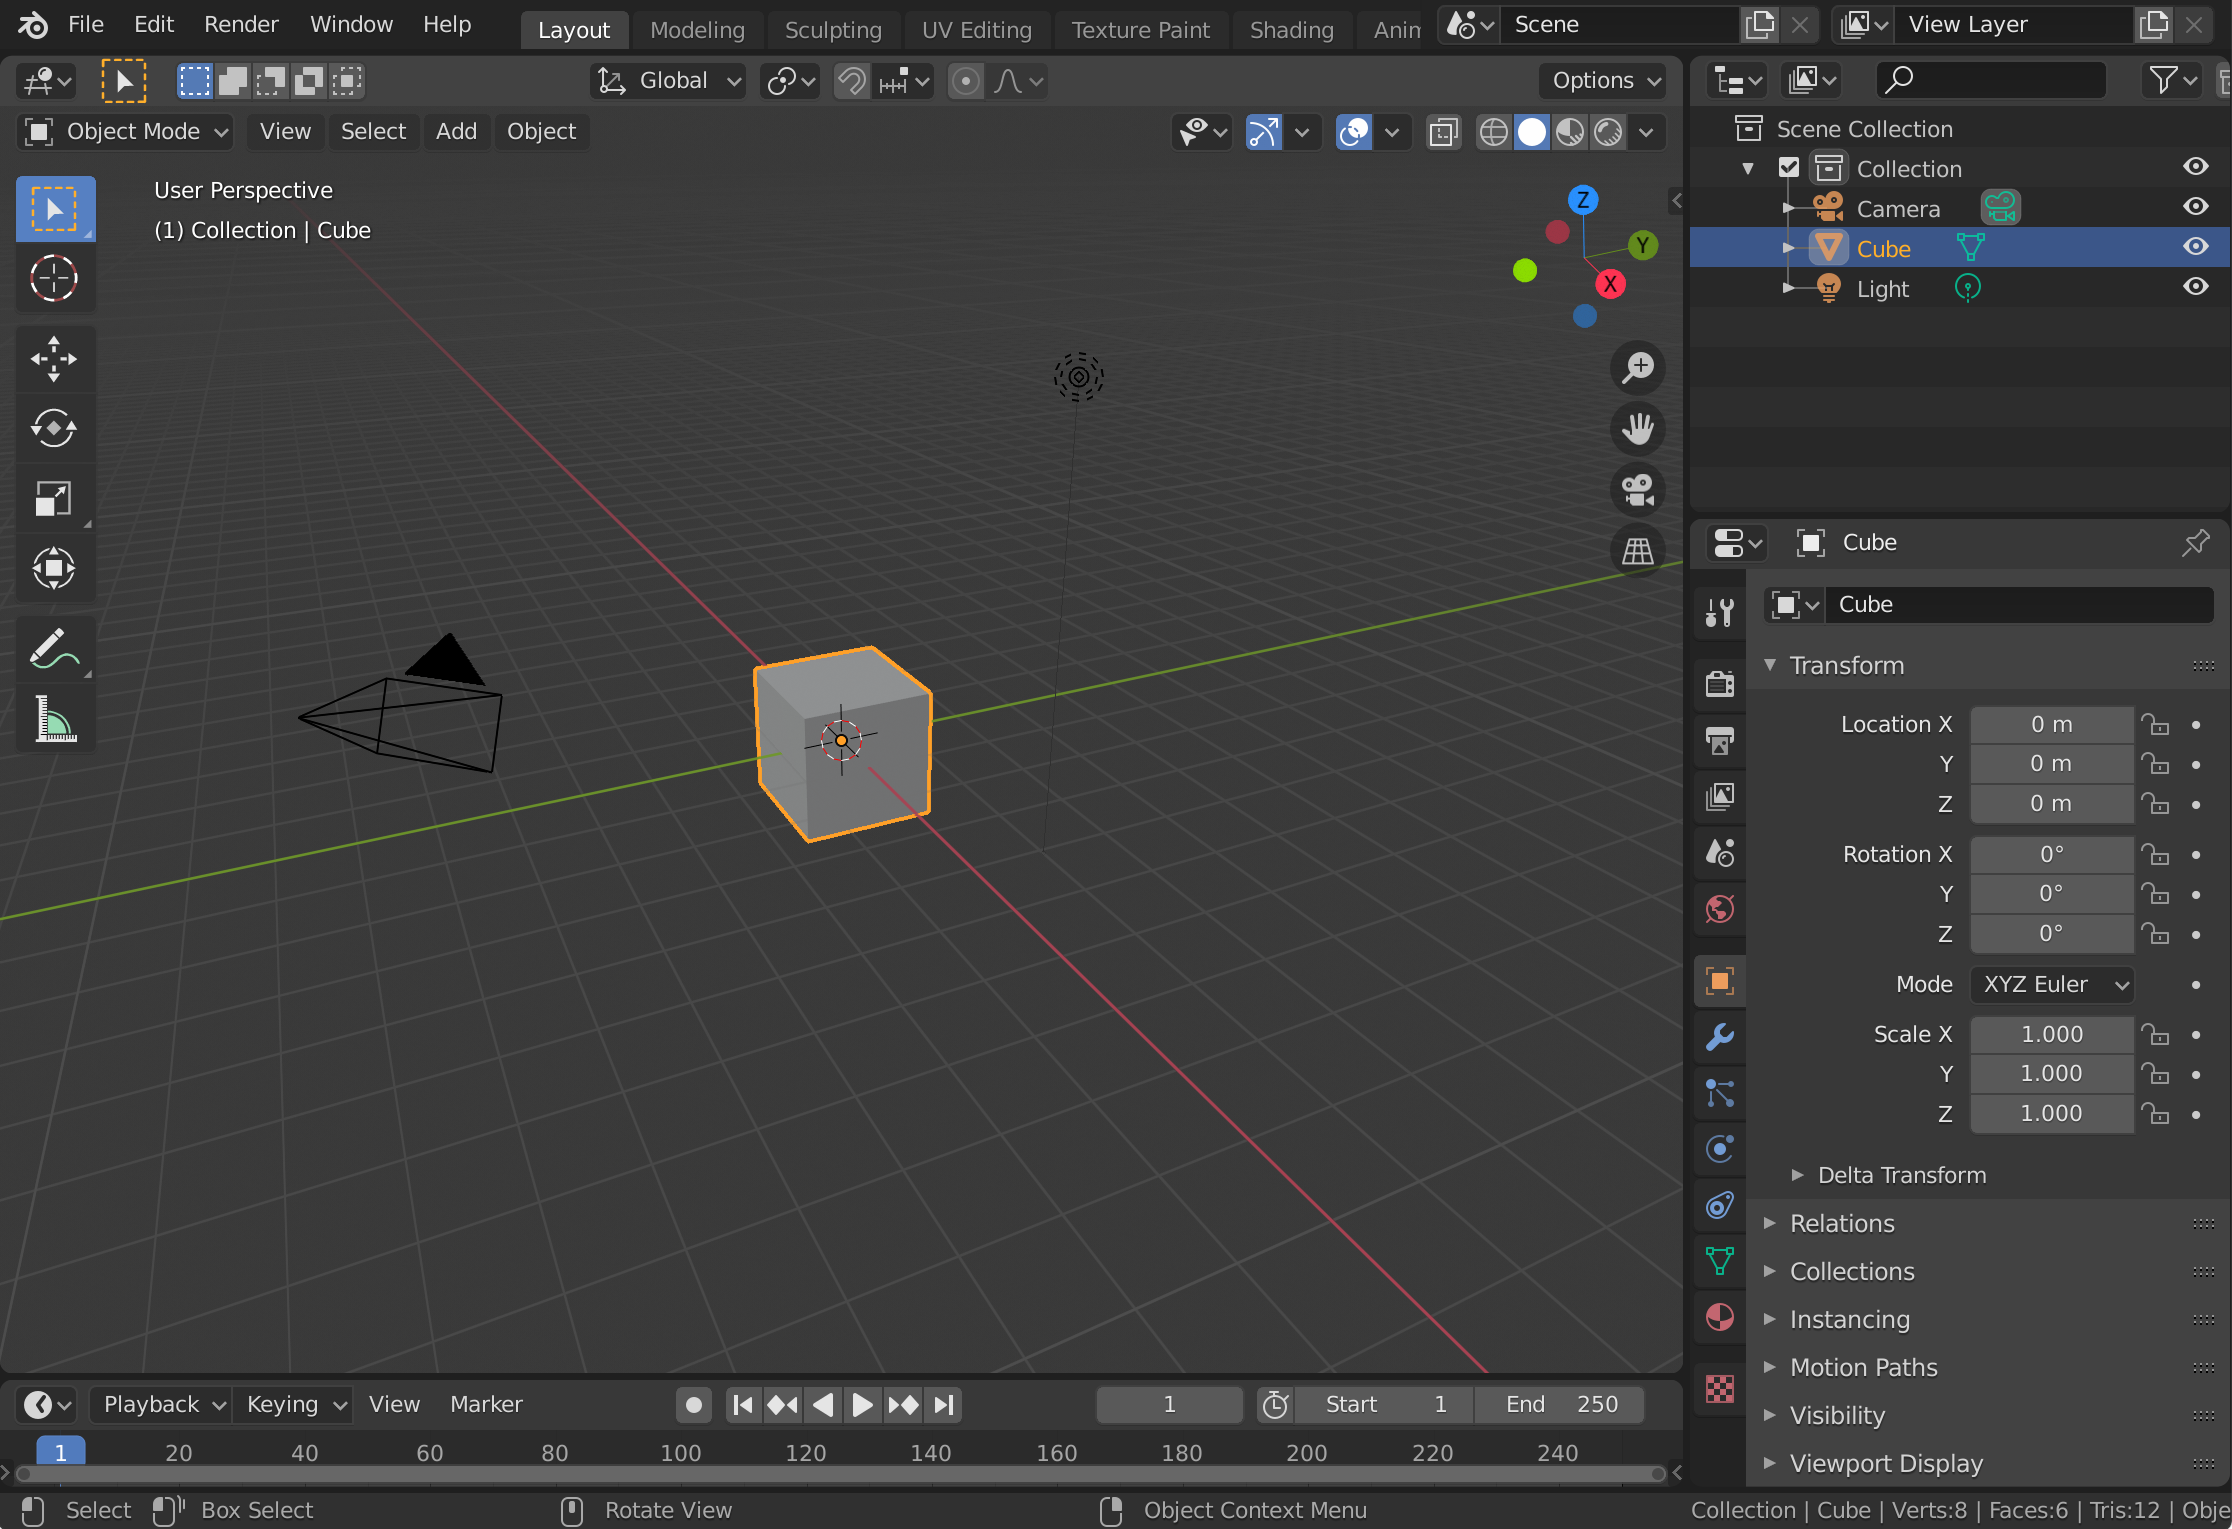 File Edit Render Window Help Layout Modeling Sculpting UV Editing Texture Paint Shading Anim Scene View Layer
Global Options
Object Mode View Select Add Object
User Perspective
(1) Collection | Cube
Z
Y
X
Scene Collection
Collection
Camera
Cube
Light
Cube
Cube
Transform
Location X 0 m
Y 0 m
Z 0 m
Rotation X 0°
Y 0°
Z 0°
Mode XYZ Euler
Scale X 1.000
Y 1.000
Z 1.000
Delta Transform
Relations
Collections
Instancing
Motion Paths
Visibility
Viewport Display
Playback Keying View Marker 1 Start 1 End 250
1 20 40 60 80 100 120 140 160 180 200 220 240
Select Box Select Rotate View Object Context Menu Collection | Cube | Verts:8 | Faces:6 | Tris:12 | Obje